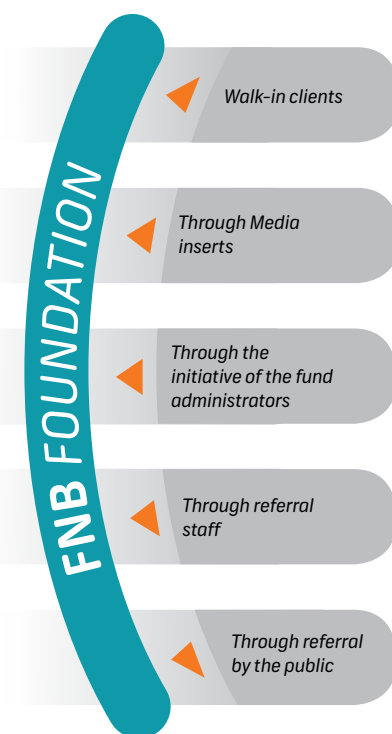 FNB FOUNDATION
Walk-in clients
Through Media
inserts
Through the
initiative of the fund
administrators
Through referral
staff
Through referral
by the public